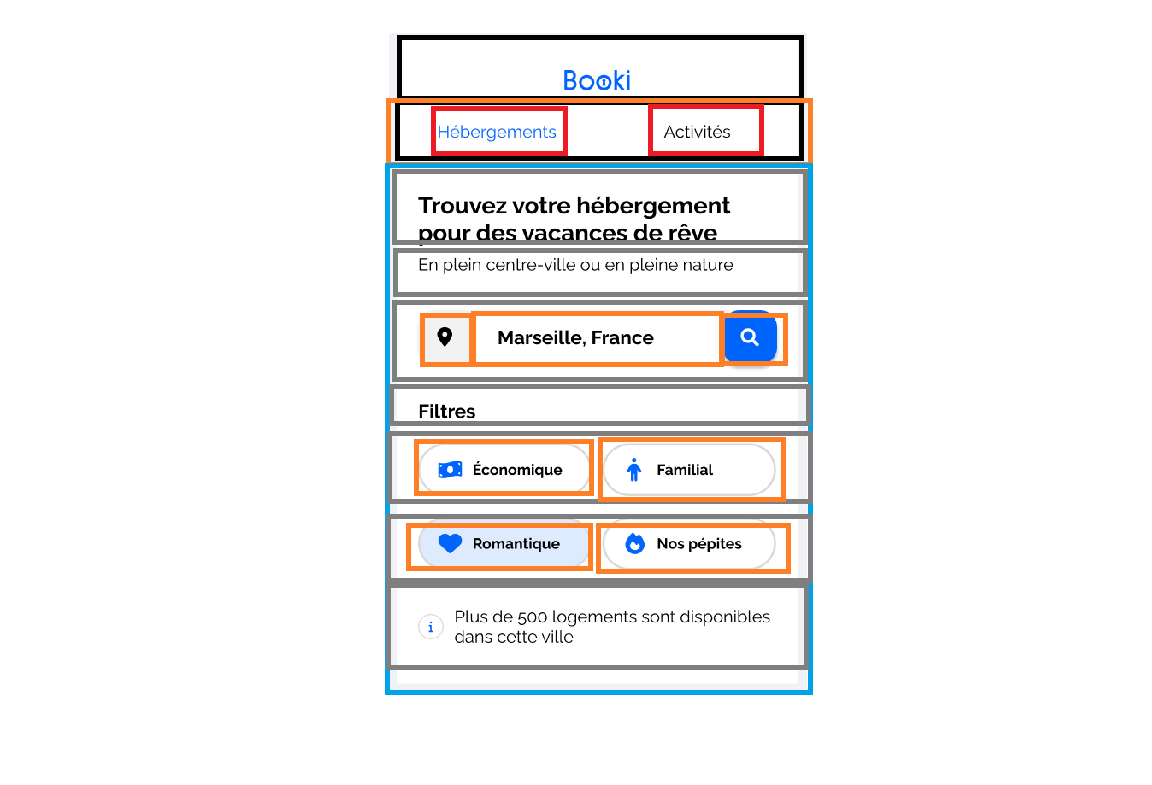 Booki
Hébergements
Activités
Trouvez votre hébergement
pour des vacances de rêve
En plein centre-ville ou en pleine nature
Marseille, France
Filtres
Économique
Familial
Romantique
Nos pépites
i
Plus de 500 logements sont disponibles
dans cette ville